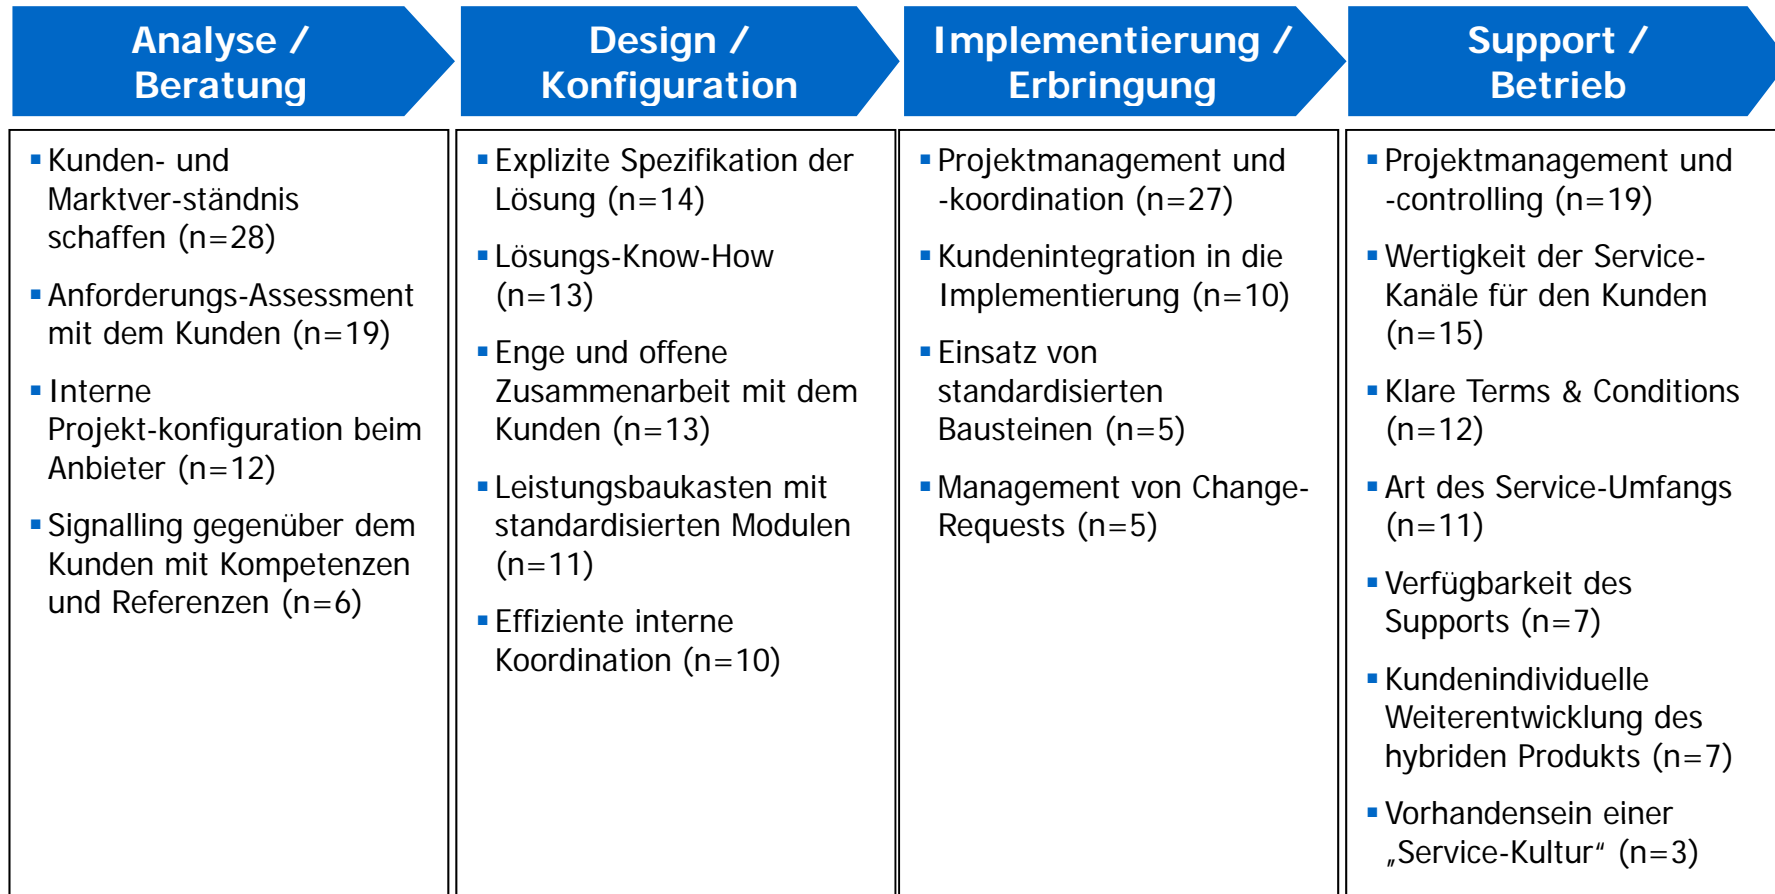 Analyse /
Beratung
Kunden- und
Marktver-ständnis
schaffen (n=28)
Anforderungs-Assessment
mit dem Kunden (n=19)
Interne
Projekt-konfiguration beim
Anbieter (n=12)
Signalling gegenüber dem
Kunden mit Kompetenzen
und Referenzen (n=6)
Design /
Konfiguration
Explizite Spezifikation der
Lösung (n=14)
Lösungs-Know-How
(n=13)
Enge und offene
Zusammenarbeit mit dem
Kunden (n=13)
Leistungsbaukasten mit
standardisierten Modulen
(n=11)
Effiziente interne
Koordination (n=10)
Implementierung /
Erbringung
Projektmanagement und
-koordination (n=27)
Kundenintegration in die
Implementierung (n=10)
Einsatz von
standardisierten
Bausteinen (n=5)
Management von Change-
Requests (n=5)
Support /
Betrieb
Projektmanagement und
-controlling (n=19)
Wertigkeit der Service-
Kanäle für den Kunden
(n=15)
Klare Terms & Conditions
(n=12)
Art des Service-Umfangs
(n=11)
Verfügbarkeit des
Supports (n=7)
Kundenindividuelle
Weiterentwicklung des
hybriden Produkts (n=7)
Vorhandensein einer
„Service-Kultur“ (n=3)